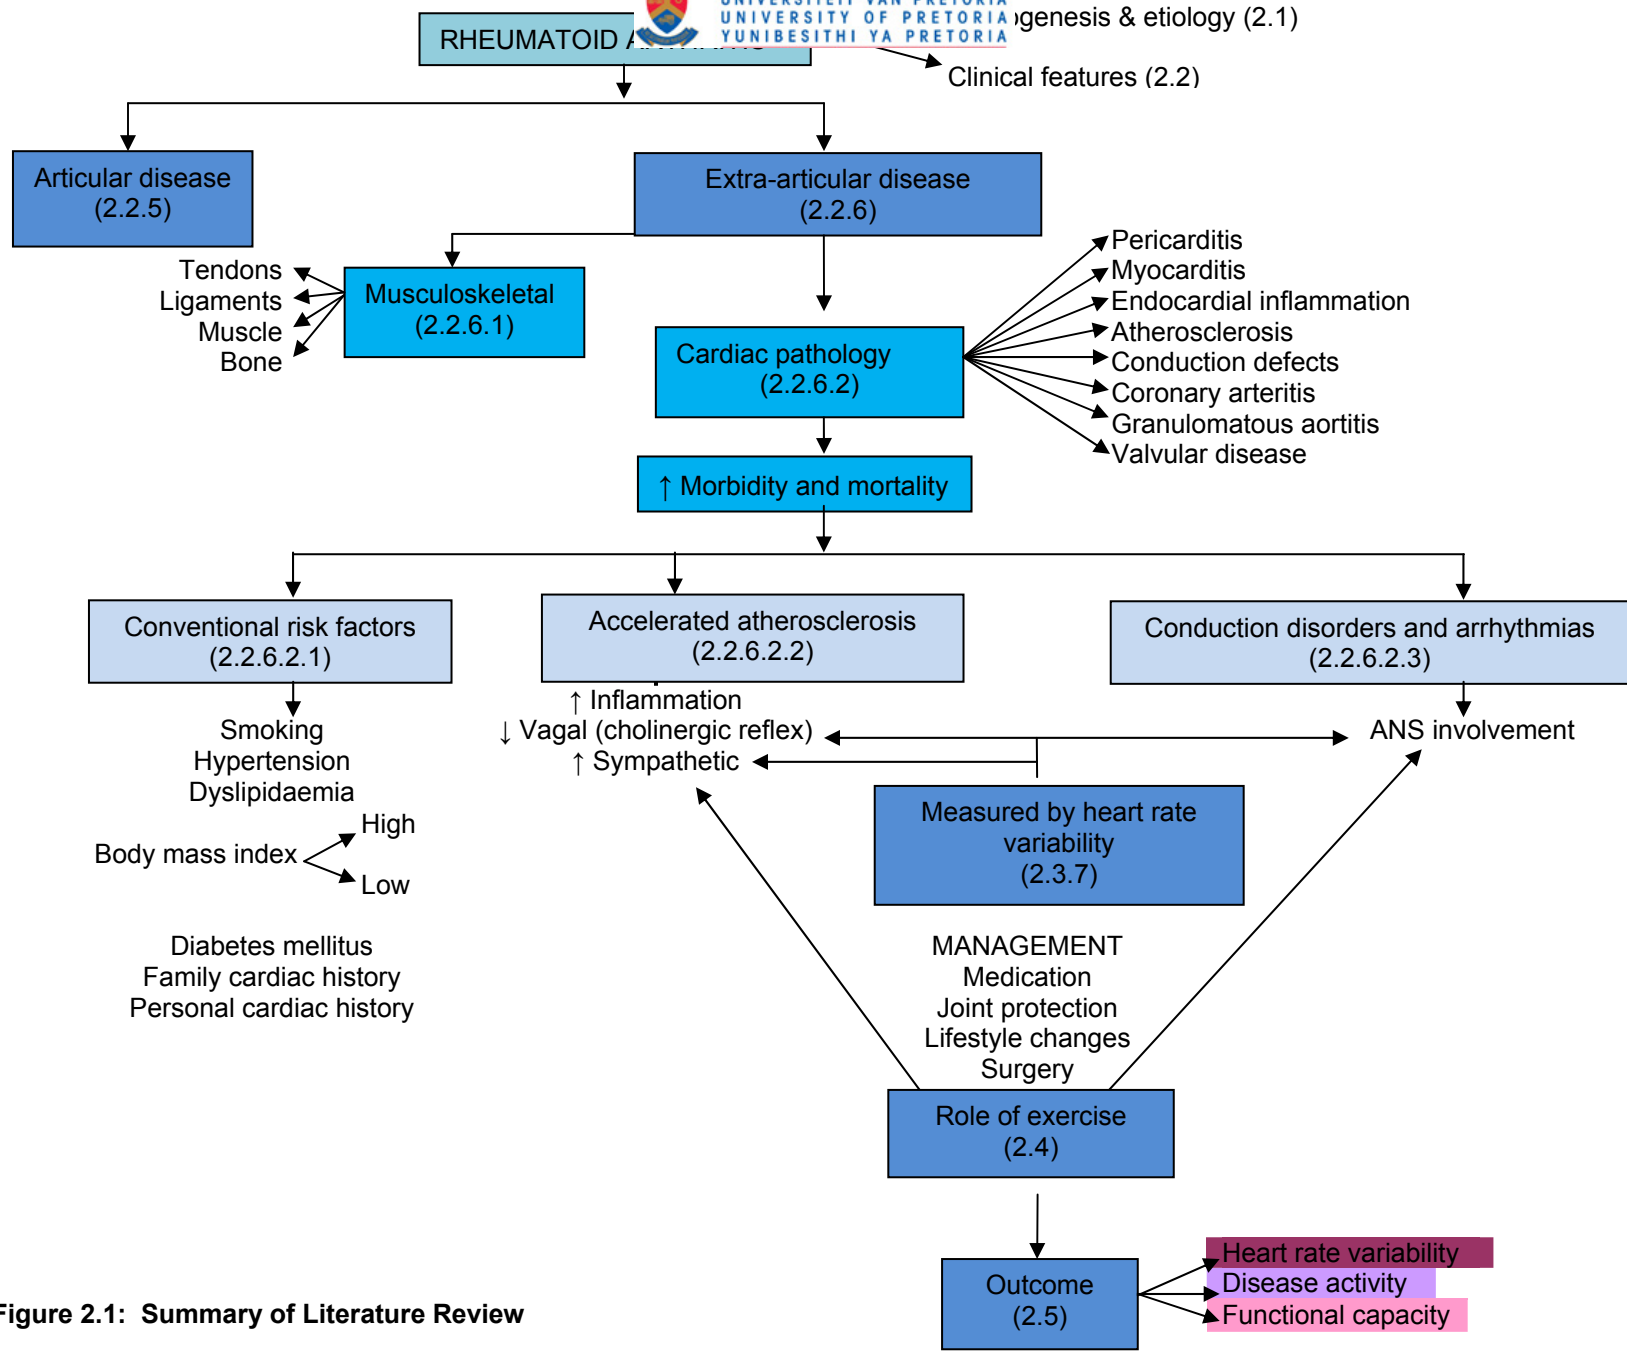 UNIVERSITEIT VAN PRETORIA
UNIVERSITY OF PRETORIA
YUNIBESITHI YA PRETORIA
ogenesis & etiology (2.1)
RHEUMATOID
Clinical features (2.2)
Articular disease
(2.2.5)
Extra-articular disease
(2.2.6)
Tendons
Ligaments
Muscle
Bone
Musculoskeletal
(2.2.6.1)
Cardiac pathology
(2.2.6.2)
Pericarditis
Myocarditis
Endocardial inflammation
Atherosclerosis
Conduction defects
Coronary arteritis
Granulomatous aortitis
Valvular disease
↑ Morbidity and mortality
Conventional risk factors
(2.2.6.2.1)
Accelerated atherosclerosis
(2.2.6.2.2)
Conduction disorders and arrhythmias
(2.2.6.2.3)
Smoking
Hypertension
Dyslipidaemia
Body mass index
High
Low
Diabetes mellitus
Family cardiac history
Personal cardiac history
↑ Inflammation
↓ Vagal (cholinergic reflex)
↑ Sympathetic
ANS involvement
Measured by heart rate
variability
(2.3.7)
MANAGEMENT
Medication
Joint protection
Lifestyle changes
Surgery
Role of exercise
(2.4)
Outcome
(2.5)
Heart rate variability
Disease activity
Functional capacity
Figure 2.1: Summary of Literature Review